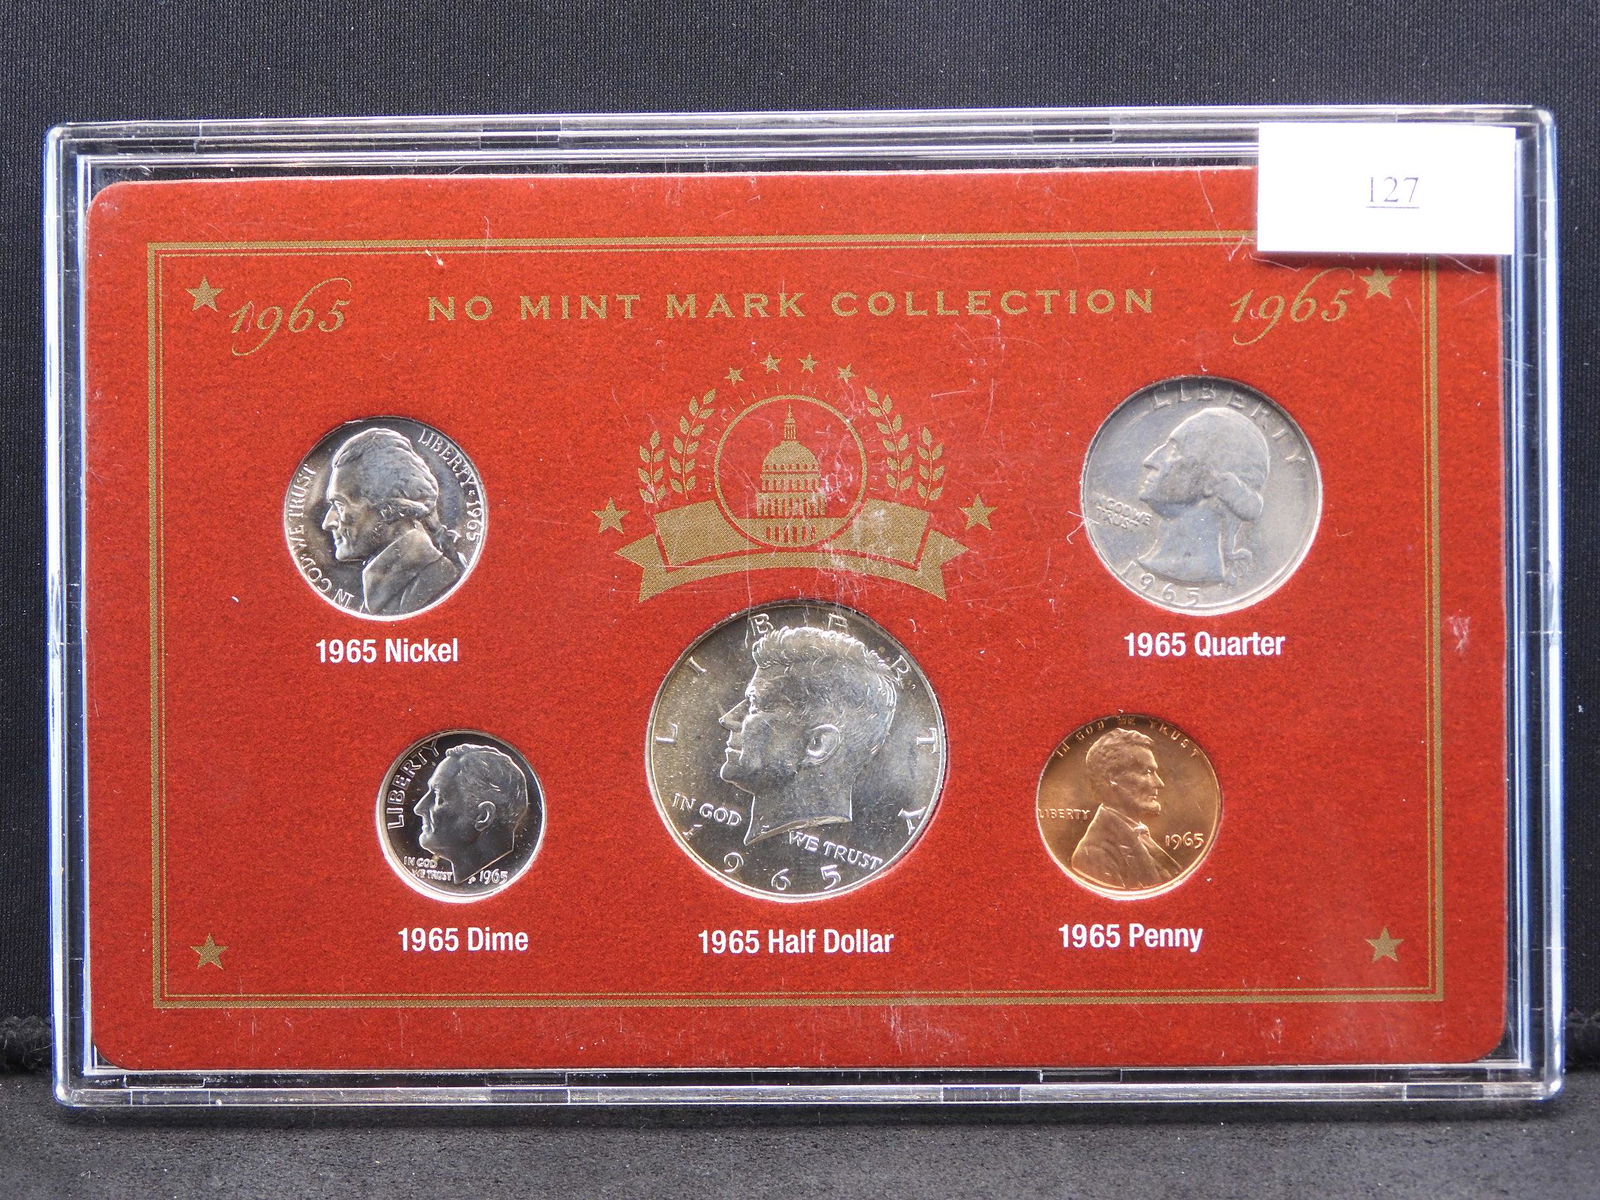 127
1965 NO MINT MARK COLLECTION 1965
LIBERTY • 1965
IN GOD WE TRUST
1965 Nickel
LIBERTY
IN GOD WE
TRUST
1965
1965 Quarter
LIBERTY
IN GOD
WE TRUST
1965
1965 Dime
LIBERTY
IN GOD WE TRUST
1965
1965 Half Dollar
IN GOD WE TRUST
LIBERTY
1965
1965 Penny